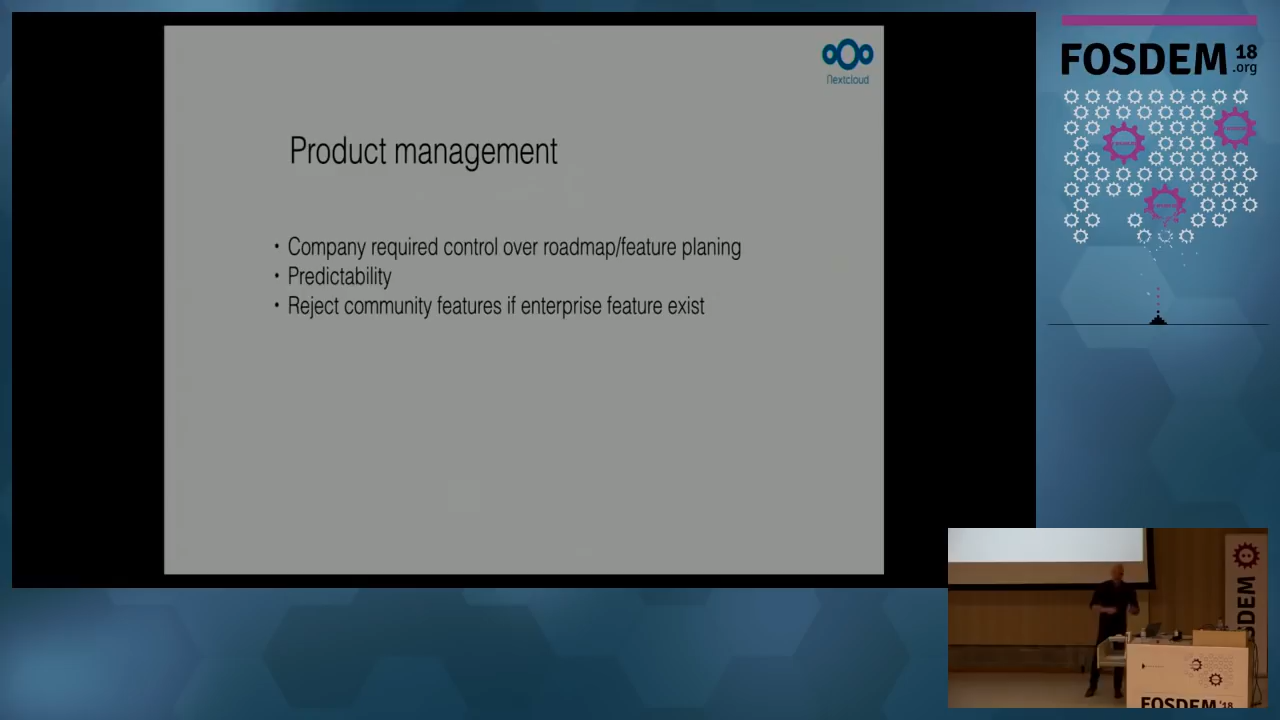 Nextcloud
Product management
• Company required control over roadmap/feature planing
• Predictability
• Reject community features if enterprise feature exist
FOSDEM 18
.org
FOSDEM
FOSDEM '18